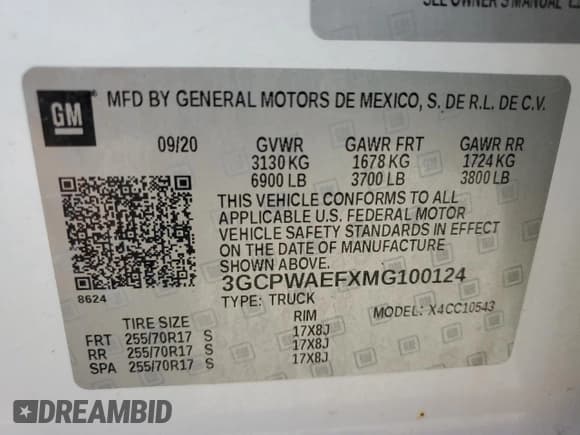 SEE OWNER'S MANUAL
GM
MFD BY GENERAL MOTORS DE MEXICO, S. DE R.L. DE C.V.
09/20 GVWR GAWR FRT GAWR RR
3130 KG 1678 KG 1724 KG
6900 LB 3700 LB 3800 LB
THIS VEHICLE CONFORMS TO ALL
APPLICABLE U.S. FEDERAL MOTOR
VEHICLE SAFETY STANDARDS IN EFFECT
ON THE DATE OF MANUFACTURE
SHOWN ABOVE.
8624
3GCPWAEFXMG100124
TYPE: TRUCK MODEL: X4CC10543
TIRE SIZE RIM
FRT 255/70R17 S 17X8J
RR 255/70R17 S 17X8J
SPA 255/70R17 S 17X8J
DREAMBID